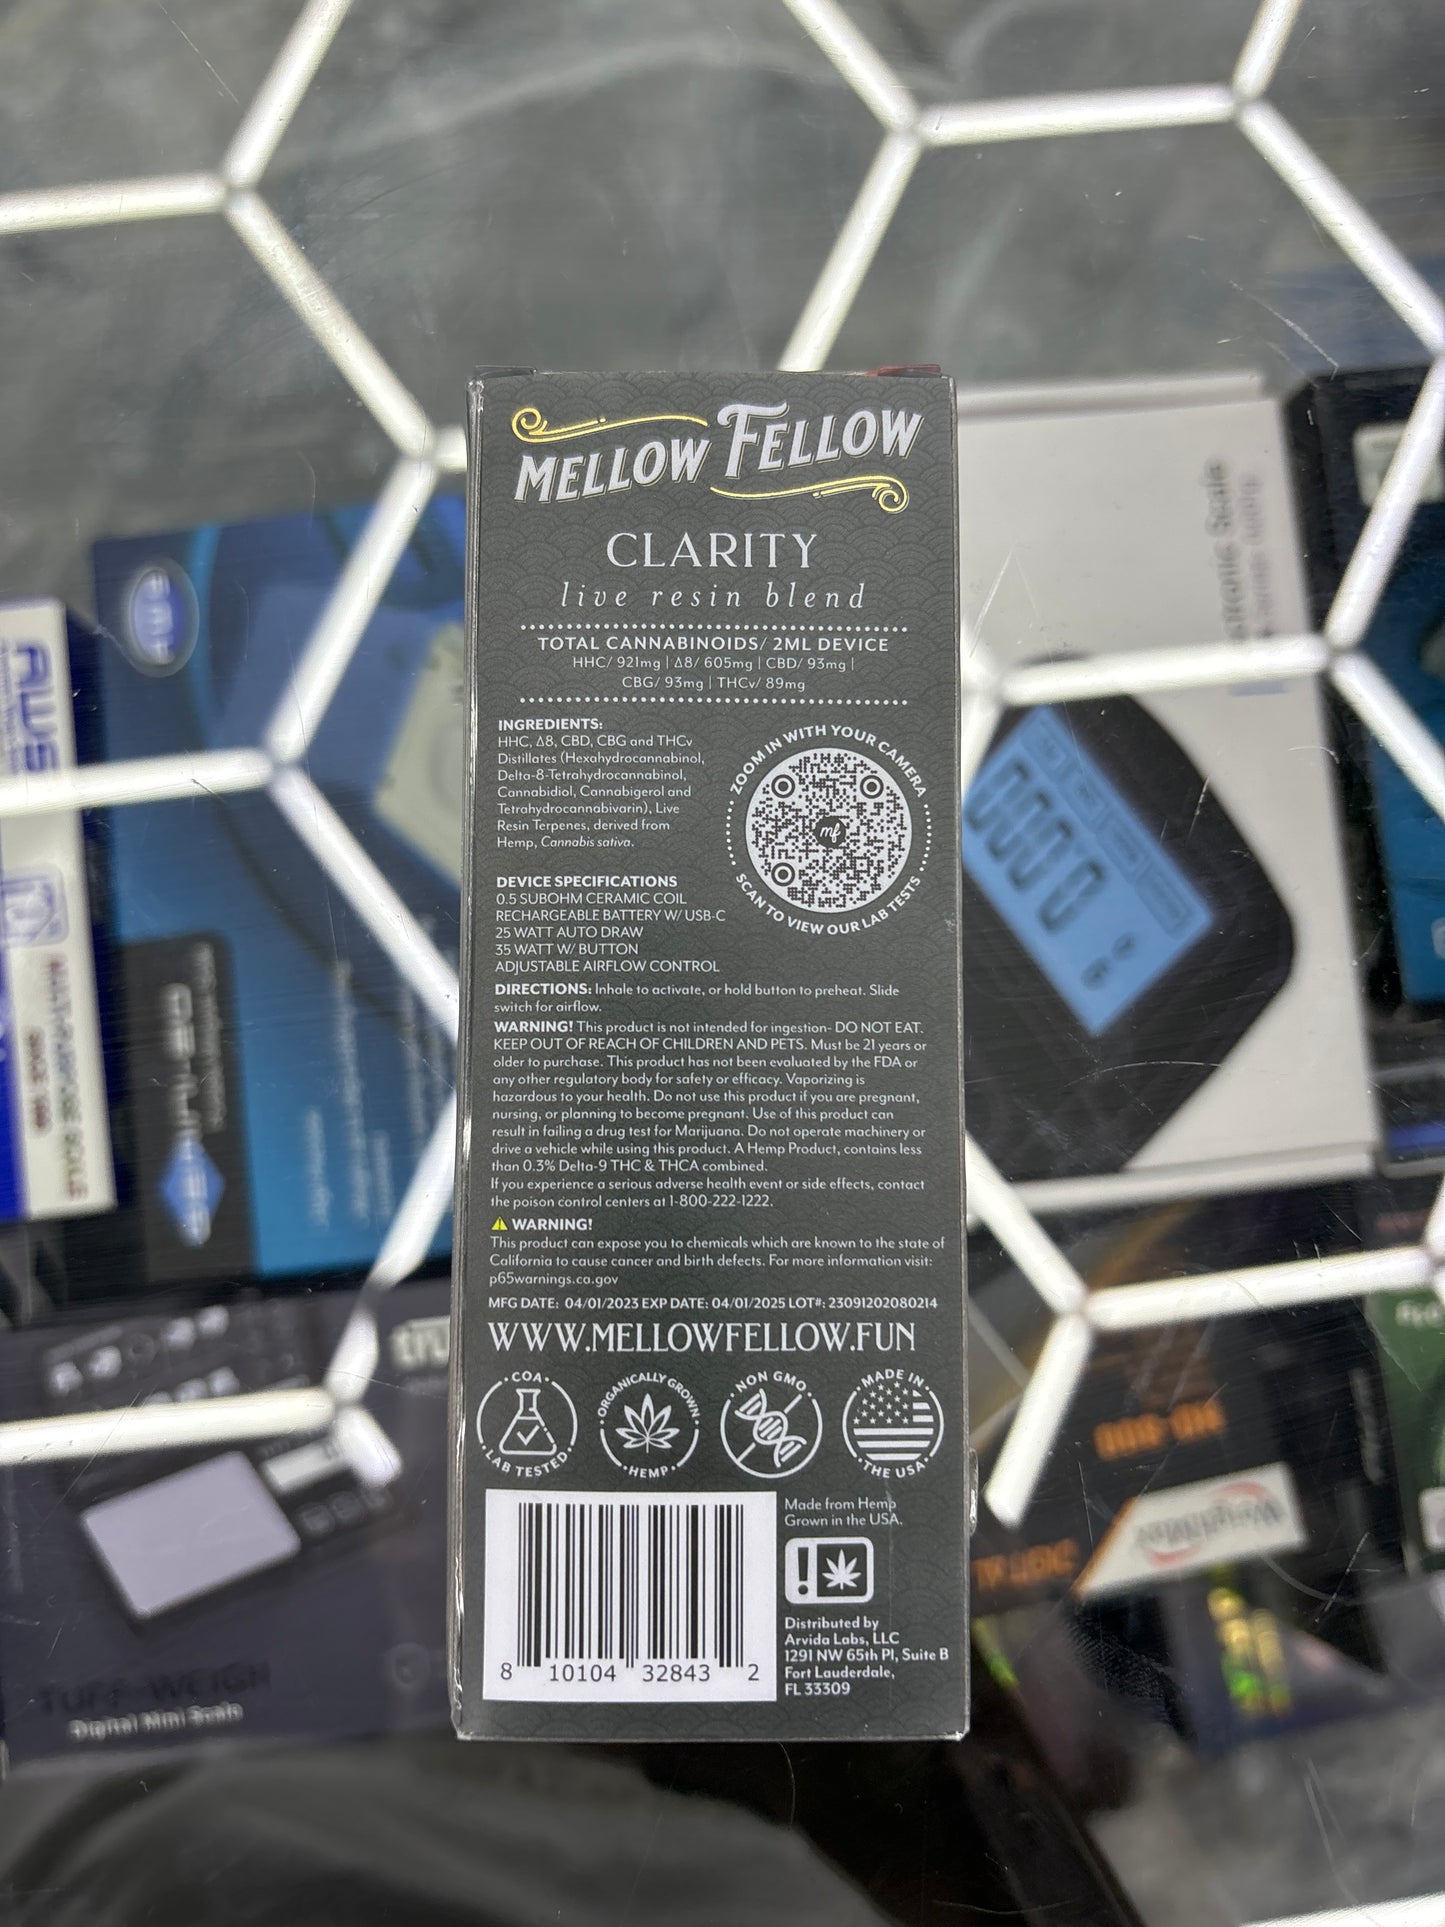 MELLOW FELLOW
CLARITY
live resin blend
TOTAL CANNABINOIDS/ 2ML DEVICE
HHC/ 921mg | Δ8/ 605mg | CBD/ 93mg |
CBG/ 93mg | THCv/ 89mg
INGREDIENTS:
HHC, Δ8, CBD, CBG and THCv
Distillates (Hexahydrocannabinol,
Delta-8-Tetrahydrocannabinol,
Cannabidiol, Cannabigerol and
Tetrahydrocannabivarin), Live
Resin Terpenes, derived from
Hemp, Cannabis sativa.
ZOOM IN WITH YOUR CAMERA
mf
SCAN TO VIEW OUR LAB TESTS
DEVICE SPECIFICATIONS
0.5 SUBOHM CERAMIC COIL
RECHARGEABLE BATTERY W/ USB-C
25 WATT AUTO DRAW
35 WATT W/ BUTTON
ADJUSTABLE AIRFLOW CONTROL
DIRECTIONS: Inhale to activate, or hold button to preheat. Slide
switch for airflow.
WARNING! This product is not intended for ingestion- DO NOT EAT.
KEEP OUT OF REACH OF CHILDREN AND PETS. Must be 21 years or
older to purchase. This product has not been evaluated by the FDA or
any other regulatory body for safety or efficacy. Vaporizing is
hazardous to your health. Do not use this product if you are pregnant,
nursing, or planning to become pregnant. Use of this product can
result in failing a drug test for Marijuana. Do not operate machinery or
drive a vehicle while using this product. A Hemp Product, contains less
than 0.3% Delta-9 THC & THCA combined.
If you experience a serious adverse health event or side effects, contact
the poison control centers at 1-800-222-1222.
WARNING!
This product can expose you to chemicals which are known to the state of
California to cause cancer and birth defects. For more information visit:
p65warnings.ca.gov
MFG DATE: 04/01/2023 EXP DATE: 04/01/2025 LOT#: 23091202080214
WWW.MELLOWFELLOW.FUN
COA LAB TESTED
ORGANICALLY GROWN HEMP
NON GMO
MADE IN THE USA
8 10104 32843 2
Made from Hemp
Grown in the USA.
!
Distributed by
Arvida Labs, LLC
1291 NW 65th Pl, Suite B
Fort Lauderdale,
FL 33309
AWS
AWS
TUFF-WEIGH
Digital Mini Scale
WeighMax